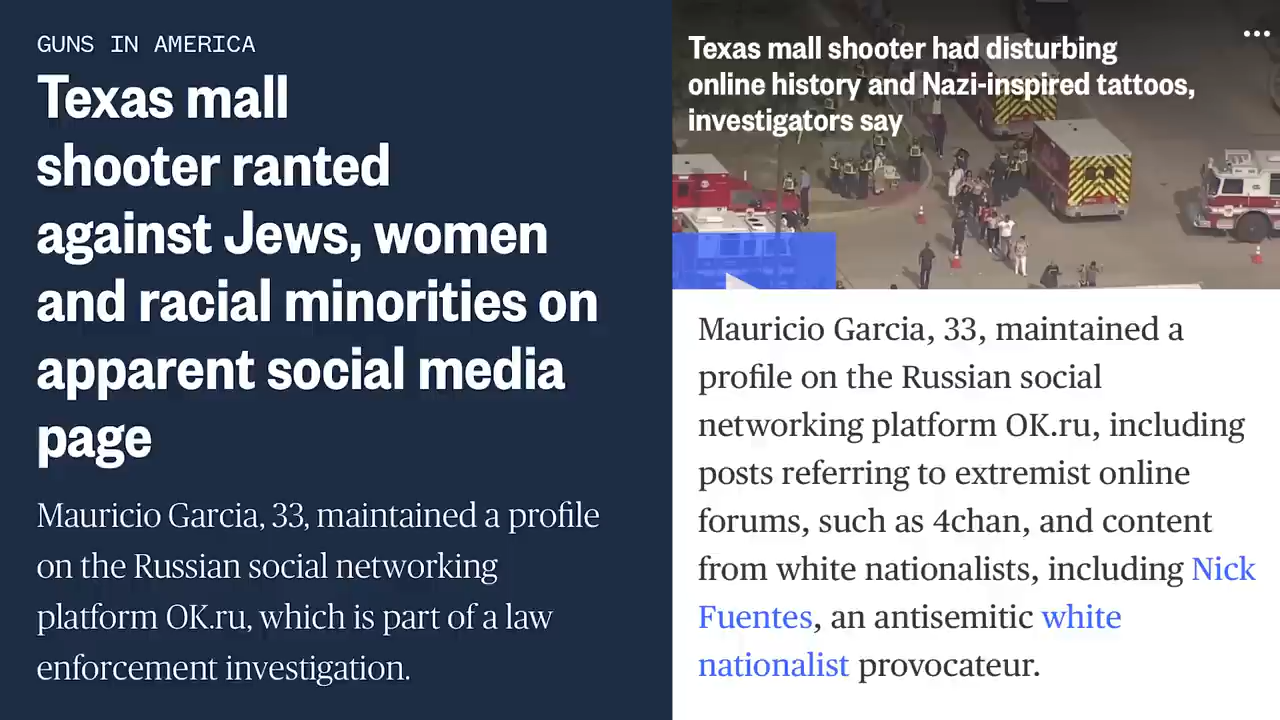 GUNS IN AMERICA
Texas mall
shooter ranted
against Jews, women
and racial minorities on
apparent social media
page
Mauricio Garcia, 33, maintained a profile
on the Russian social networking
platform OK.ru, which is part of a law
enforcement investigation.
Texas mall shooter had disturbing
online history and Nazi-inspired tattoos,
investigators say
Mauricio Garcia, 33, maintained a
profile on the Russian social
networking platform OK.ru, including
posts referring to extremist online
forums, such as 4chan, and content
from white nationalists, including Nick
Fuentes, an antisemitic white
nationalist provocateur.